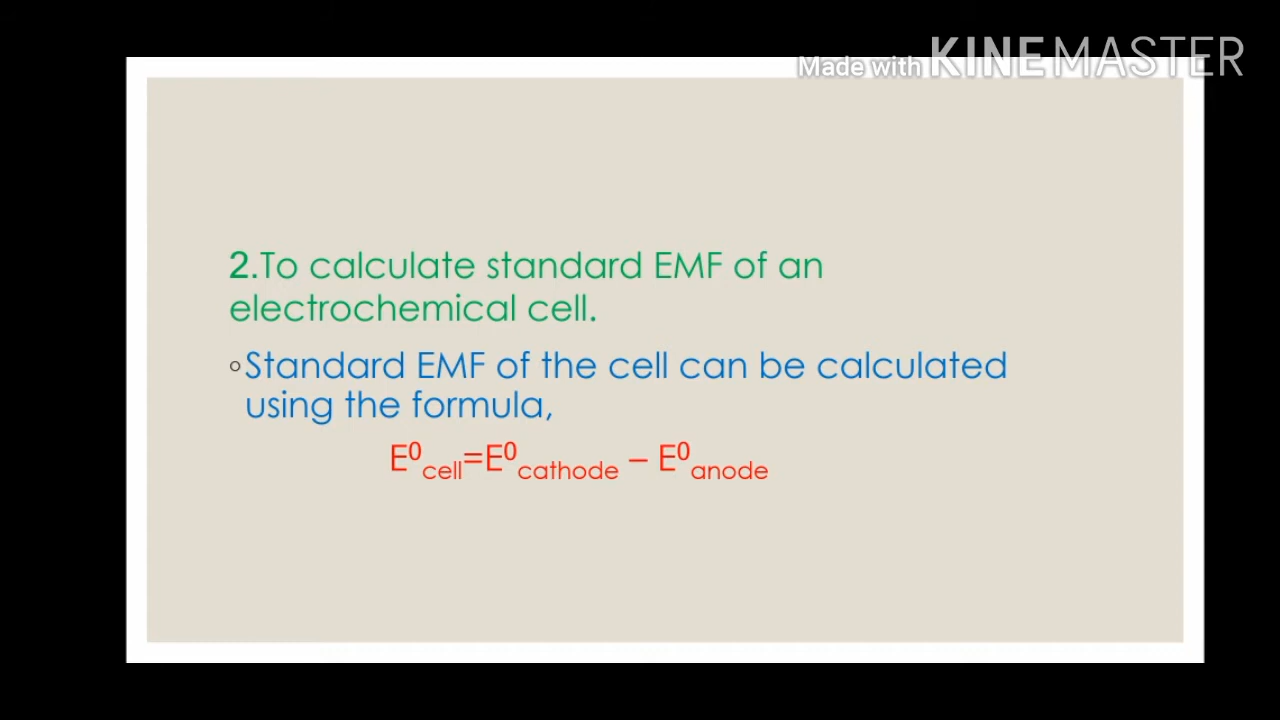 Made with KINEMASTER
2.To calculate standard EMF of an
electrochemical cell.
◦Standard EMF of the cell can be calculated
using the formula,
E⁰cell=E⁰cathode – E⁰anode